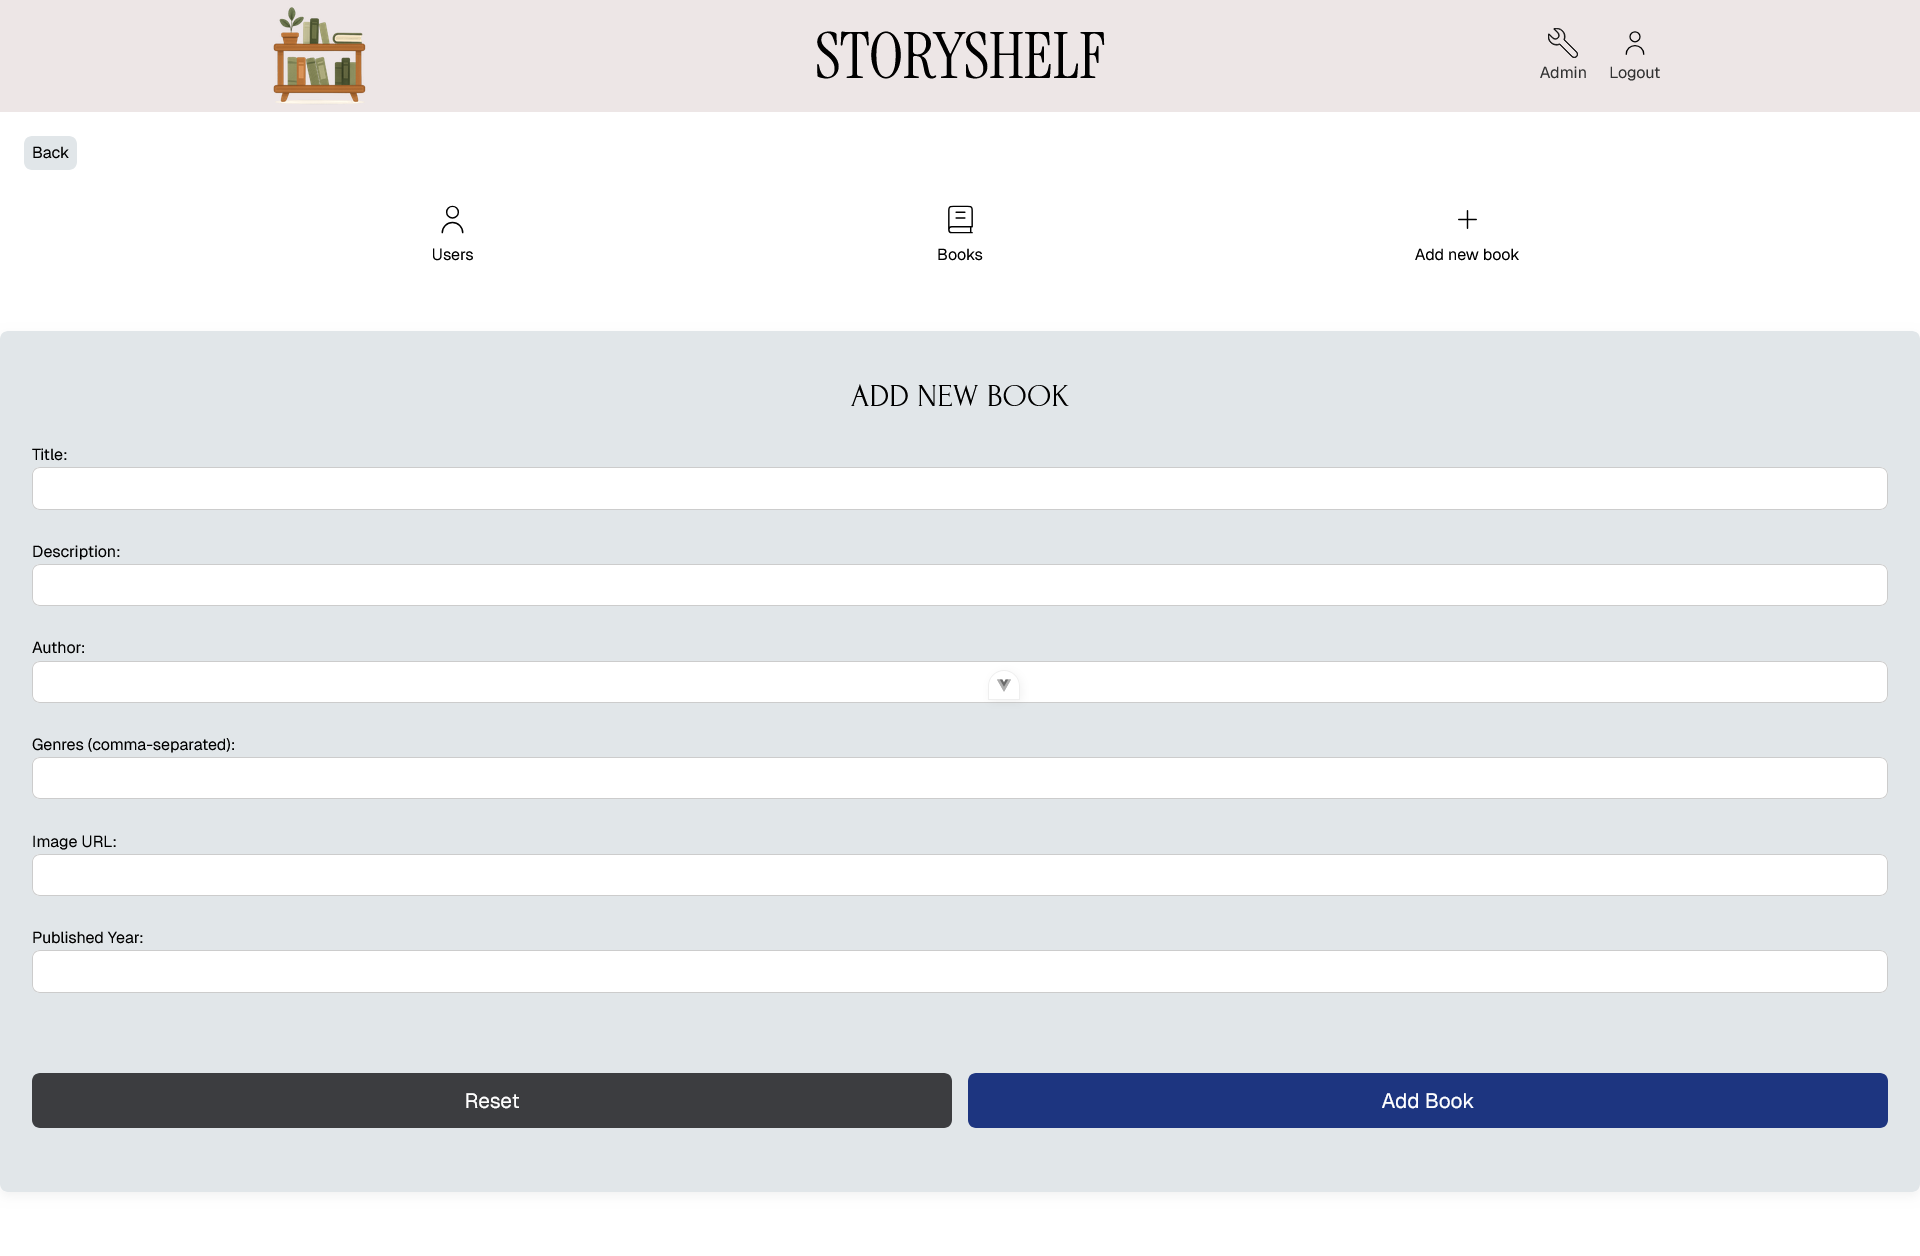 STORYSHELF
Admin
Logout
Back
Users
Books
Add new book
ADD NEW BOOK
Title:
Description:
Author:
Genres (comma-separated):
Image URL:
Published Year:
Reset
Add Book